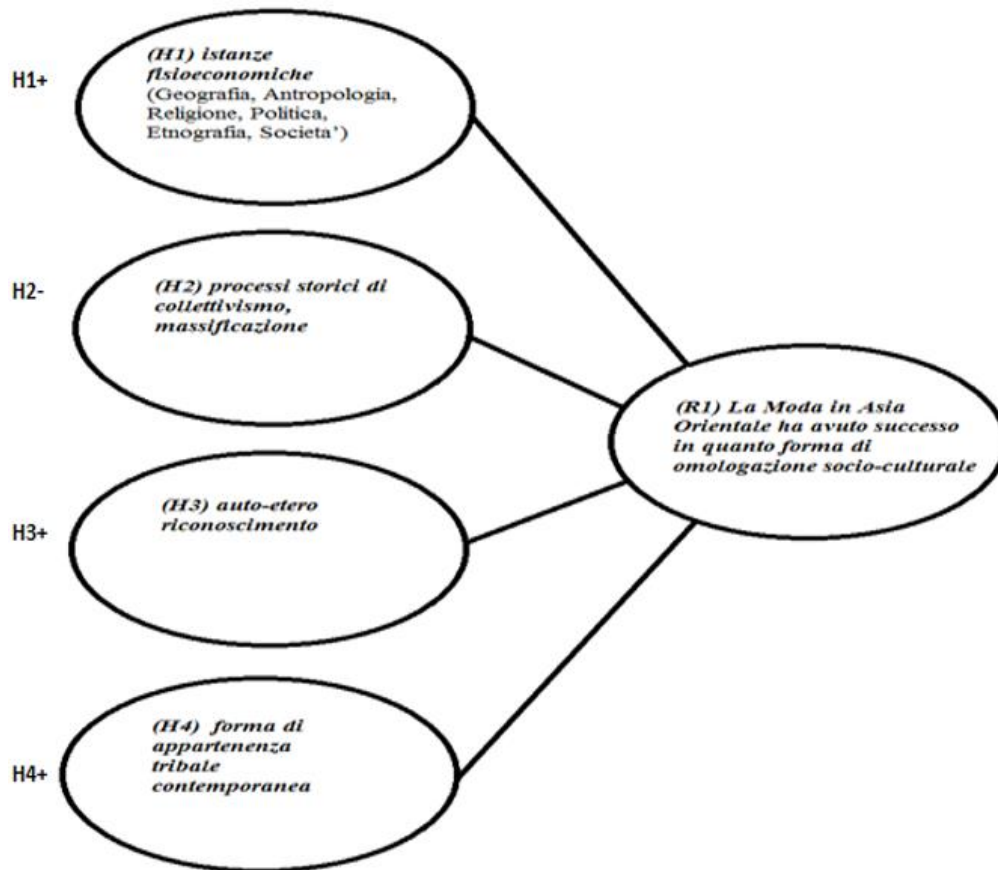 H1+
(H1) istanze
fisioeconomiche
(Geografia, Antropologia,
Religione, Politica,
Etnografia, Societa')
H2-
(H2) processi storici di
collettivismo,
massificazione
(R1) La Moda in Asia
Orientale ha avuto successo
in quanto forma di
omologazione socio-culturale
H3+
(H3) auto-etero
riconoscimento
H4+
(H4) forma di
appartenenza
tribale
contemporanea